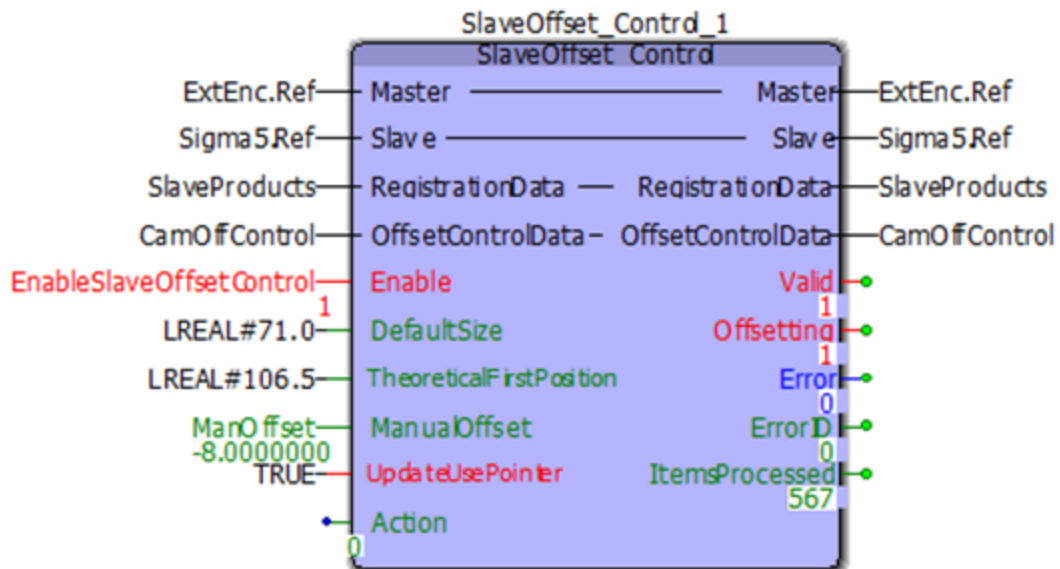 SlaveOffset_Control_1
SlaveOffset Control
ExtEnc.Ref Master Master ExtEnc.Ref
Sigma5.Ref Slave Slave Sigma5.Ref
SlaveProducts RegistrationData RegistrationData SlaveProducts
CamOffControl OffsetControlData OffsetControlData CamOffControl
EnableSlaveOffsetControl Enable Valid
1 1
LREAL#71.0 DefaultSize Offsetting
1
LREAL#106.5 TheoreticalFirstPosition Error
0
ManOffset ManualOffset ErrorID
-8.0000000 0
TRUE UpdateUsePointer ItemsProcessed
567
Action
0